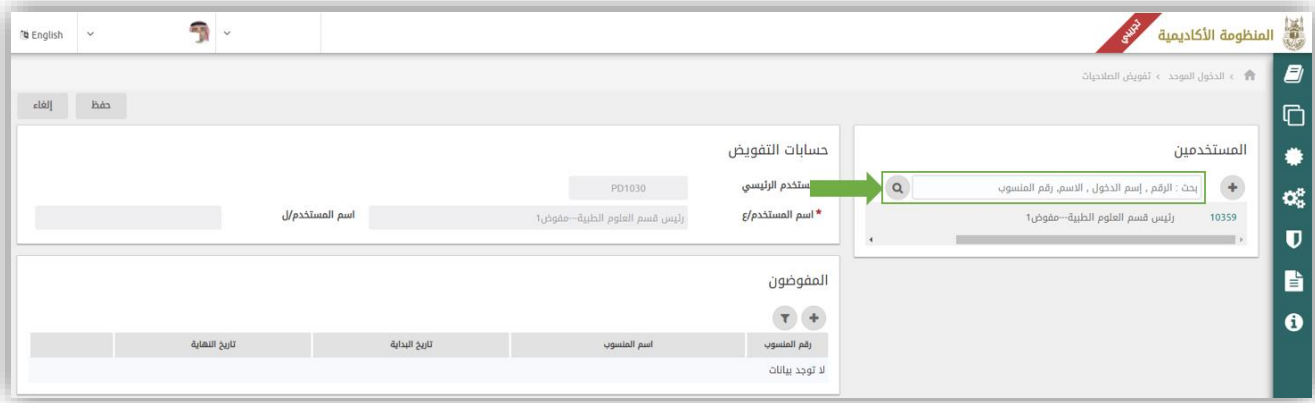 المنظومة الأكاديمية
تجريبي
English
الدخول الموحد › تفويض الصلاحيات
حفظ
إلغاء
المستخدمين
بحث : الرقم , إسم الدخول , الاسم, رقم المنسوب
10359 رئيس قسم العلوم الطبية---مفوض1
حسابات التفويض
ستخدم الرئيسي PD1030
* اسم المستخدم/ع رئيس قسم العلوم الطبية---مفوض1 اسم المستخدم/ل
المفوضون
رقم المنسوب اسم المنسوب تاريخ البداية تاريخ النهاية
لا توجد بيانات